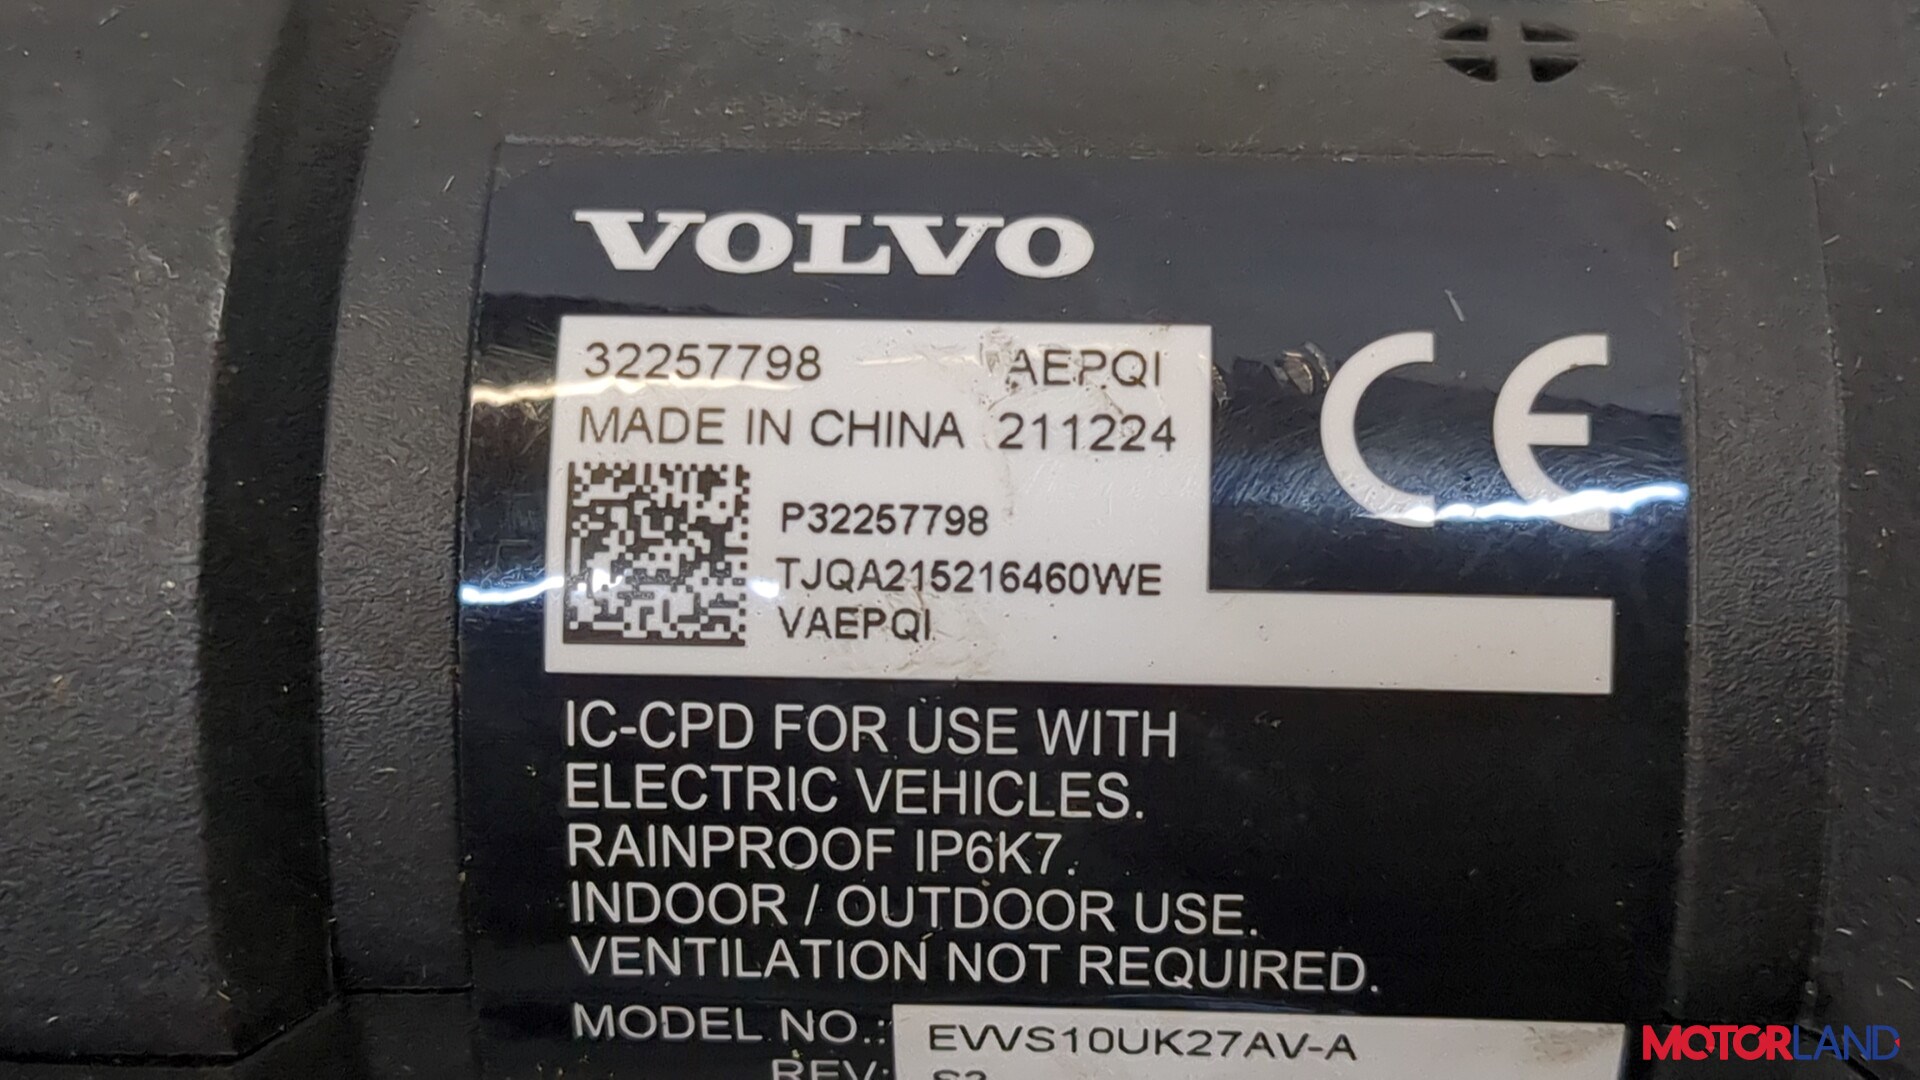 VOLVO
32257798 AEPQI
MADE IN CHINA 211224
P32257798
TJQA215216460WE
VAEPQI
CE
IC-CPD FOR USE WITH
ELECTRIC VEHICLES.
RAINPROOF IP6K7.
INDOOR / OUTDOOR USE.
VENTILATION NOT REQUIRED.
MODEL NO.: EVVS10UK27AV-A
REV:
MOTORLAND